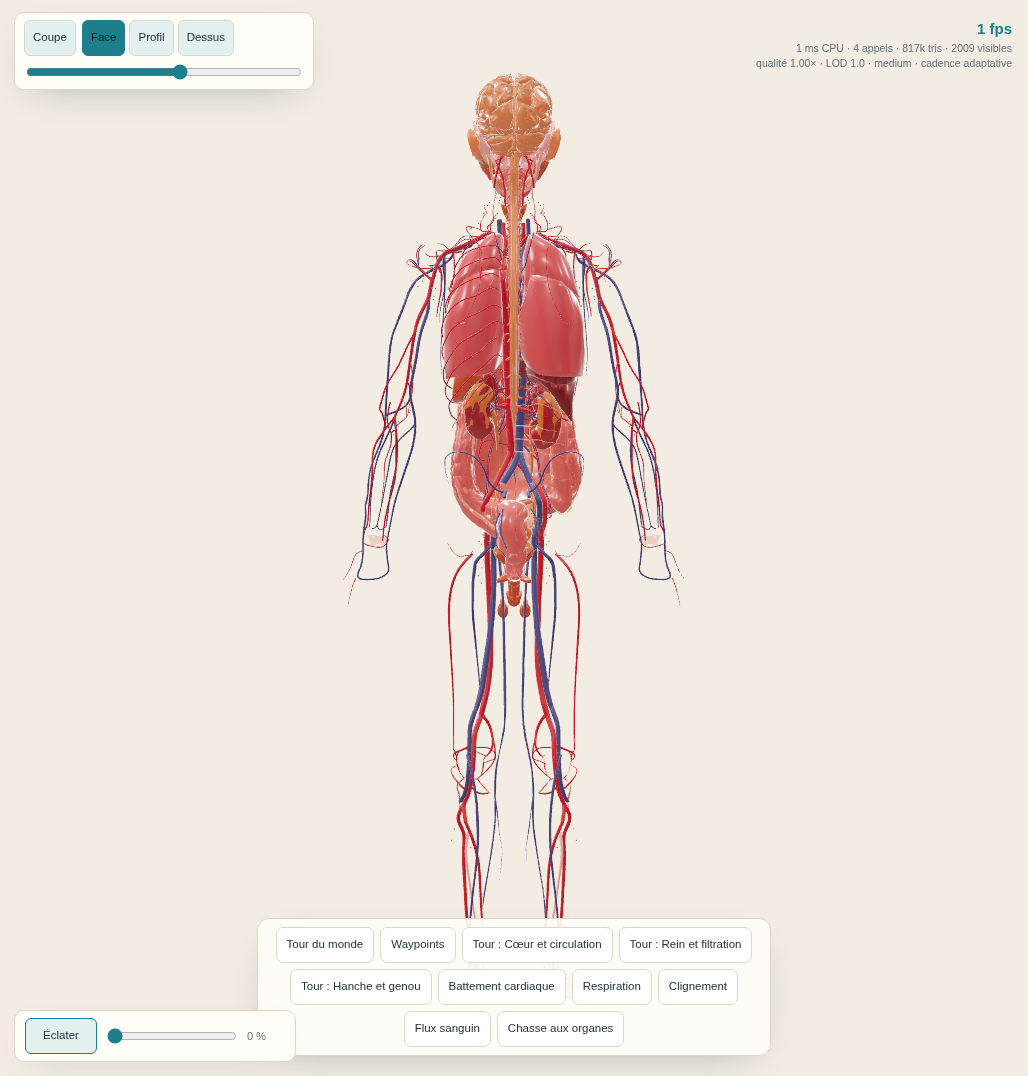 Coupe Face Profil Dessus
1 fps
1 ms CPU · 4 appels · 817k tris · 2009 visibles
qualité 1.00× · LOD 1.0 · medium · cadence adaptative
Tour du monde Waypoints Tour : Cœur et circulation Tour : Rein et filtration
Tour : Hanche et genou Battement cardiaque Respiration Clignement
Flux sanguin Chasse aux organes
Éclater 0 %